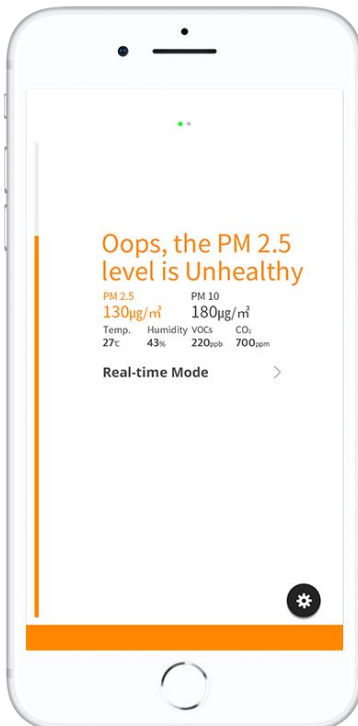 Oops, the PM 2.5
level is Unhealthy
PM 2.5 PM 10
130µg/㎥ 180µg/㎥
Temp. Humidity VOCs CO₂
27℃ 43% 220ppb 700ppm
Real-time Mode